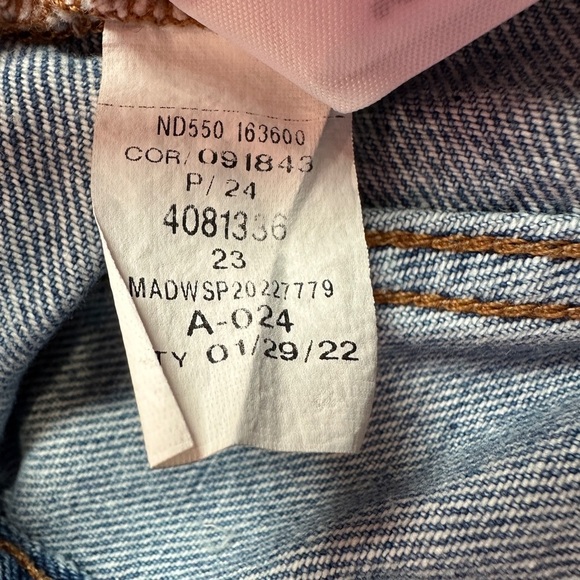 ND550 163600
COR/091843
P/24
4081336
23
MADWSP20227779
A-024
TY 01/29/22